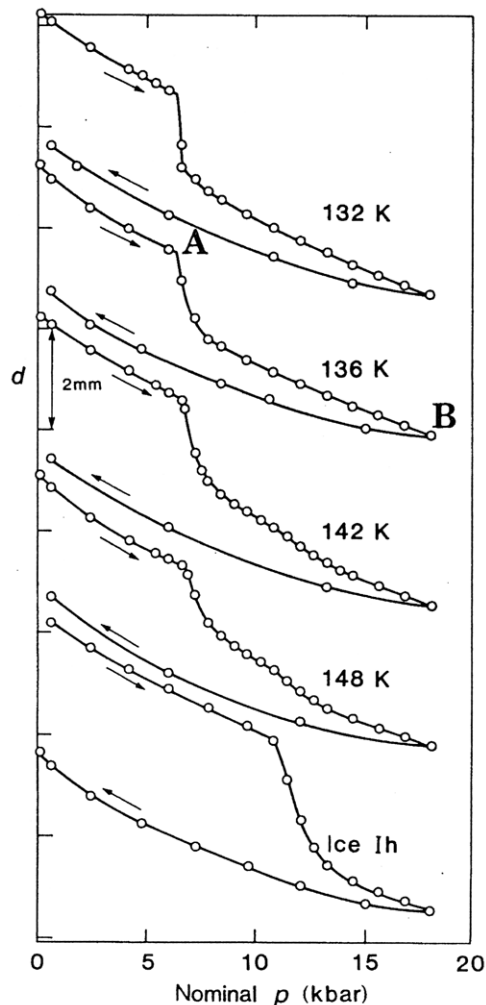 132 K
A
136 K
B
d
2mm
142 K
148 K
Ice Ih
0 5 10 15 20
Nominal p (kbar)